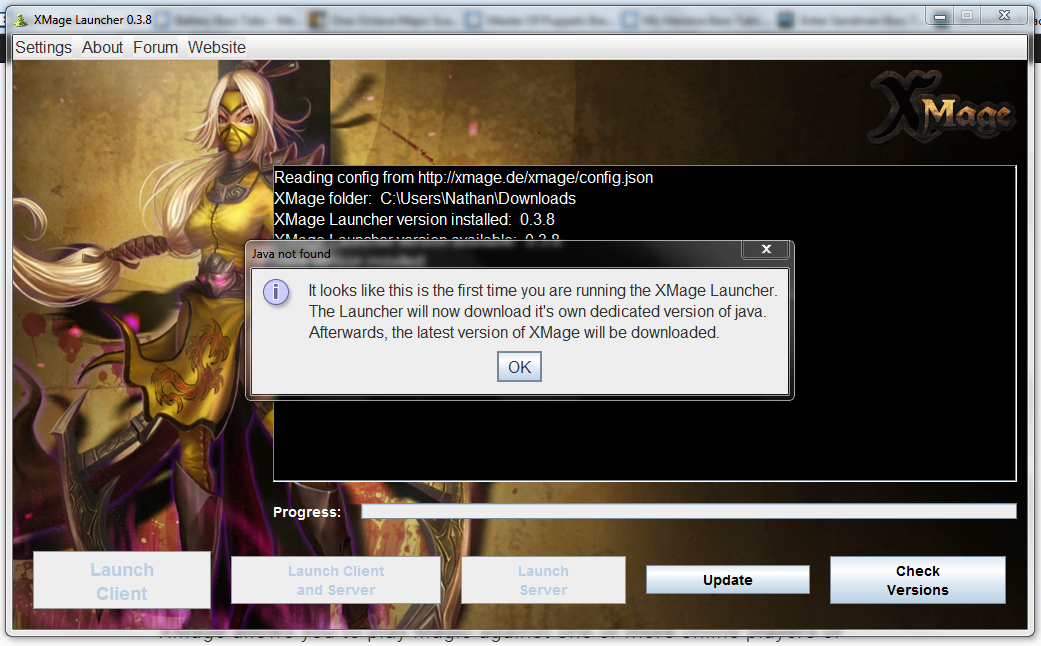 XMage Launcher 0.3.8
Settings About Forum Website
XMage
Reading config from http://xmage.de/xmage/config.json
XMage folder:  C:\Users\Nathan\Downloads
XMage Launcher version installed:  0.3.8
XMage Launcher version available:  0.3.8
Java not found
It looks like this is the first time you are running the XMage Launcher.
The Launcher will now download it's own dedicated version of java.
Afterwards, the latest version of XMage will be downloaded.
OK
Progress:
Launch
Client
Launch Client
and Server
Launch
Server
Update
Check
Versions